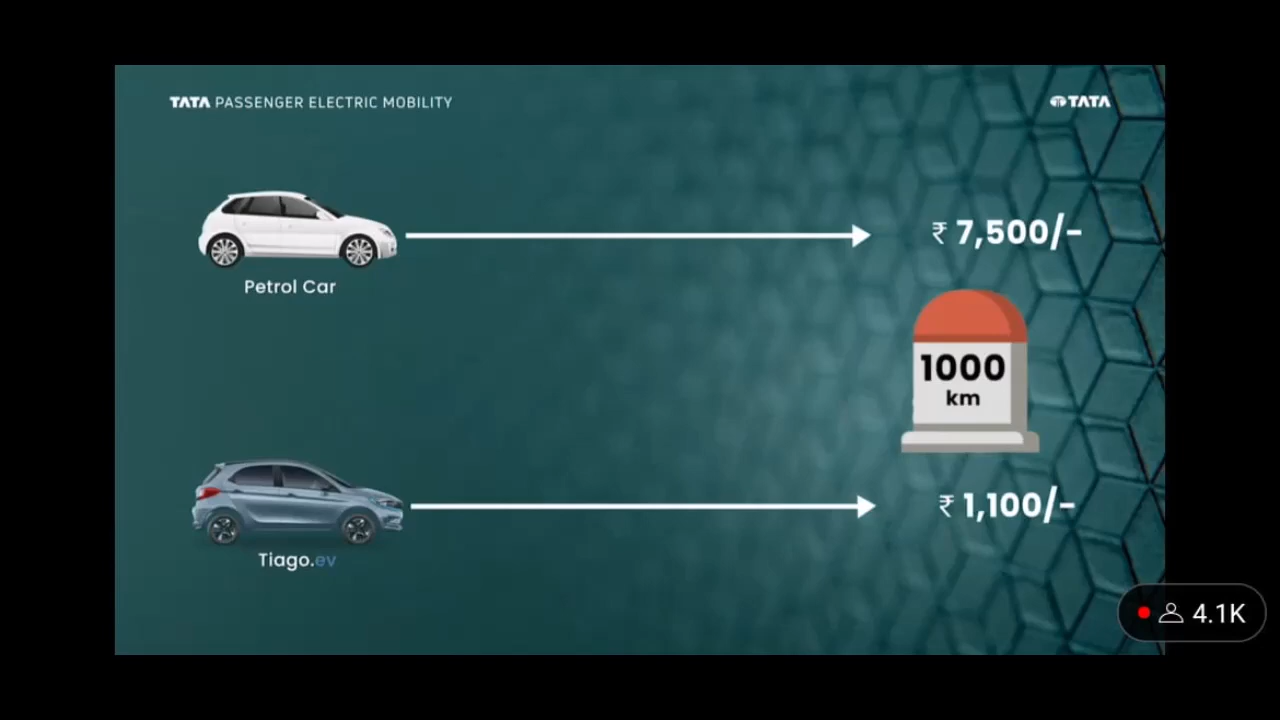 TATA PASSENGER ELECTRIC MOBILITY
TATA
₹ 7,500/-
Petrol Car
1000
km
₹ 1,100/-
Tiago.ev
4.1K